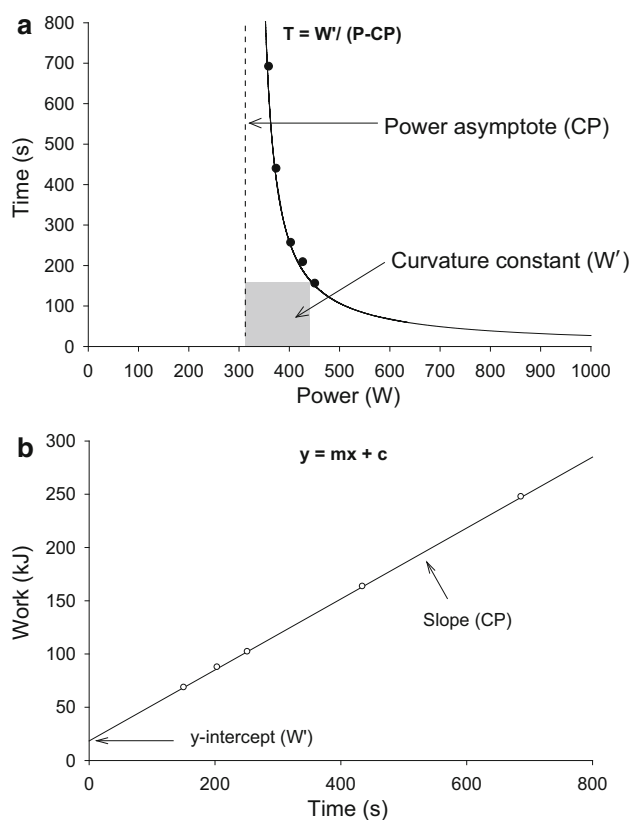 a
T = W'/ (P-CP)
800
700
600
500
400
300
200
100
0
Time (s)
Power asymptote (CP)
Curvature constant (W′)
0 100 200 300 400 500 600 700 800 900 1000
Power (W)
b
y = mx + c
300
250
200
150
100
50
0
Work (kJ)
Slope (CP)
y-intercept (W')
0 200 400 600 800
Time (s)